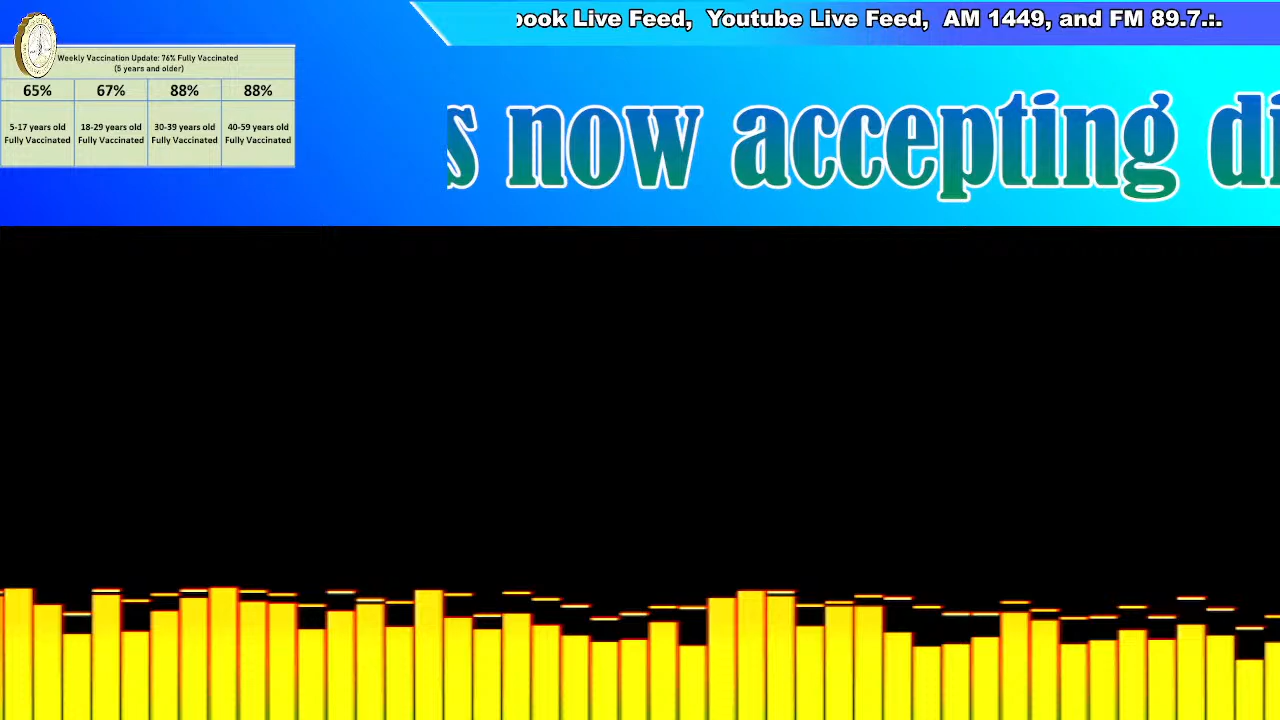 Live Feed, Youtube Live Feed, AM 1449, and FM 89.7.:.
Weekly Vaccination Update: 76% Fully Vaccinated
(5 years and older)
65% 67% 88% 88%
5-17 years old 18-29 years old 30-39 years old 40-59 years old
Fully Vaccinated Fully Vaccinated Fully Vaccinated Fully Vaccinated
now accepting